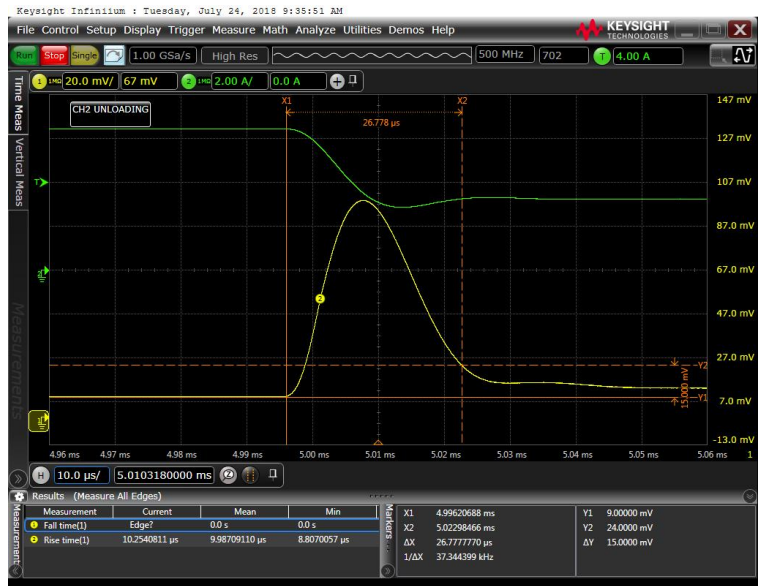 Keysight Infiniium : Tuesday, July 24, 2018 9:35:51 AM
File Control Setup Display Trigger Measure Math Analyze Utilities Demos Help
KEYSIGHT
TECHNOLOGIES
Run Stop Single 1.00 GSa/s High Res 500 MHz 702 T 4.00 A
1 1MΩ 20.0 mV/ 67 mV 2 1MΩ 2.00 A/ 0.0 A
Time Meas
Vertical Meas
Measurements
CH2 UNLOADING
X1
X2
26.778 µs
147 mV
127 mV
T
107 mV
87.0 mV
67.0 mV
2
47.0 mV
27.0 mV
Y2
15.000 mV
Y1
7.0 mV
-13.0 mV
4.96 ms 4.97 ms 4.98 ms 4.99 ms 5.00 ms 5.01 ms 5.02 ms 5.03 ms 5.04 ms 5.05 ms 5.06 ms 1
H 10.0 µs/ 5.0103180000 ms
Results (Measure All Edges)
Measurement
Measurement Current Mean Min
1 Fall time(1) Edge? 0.0 s 0.0 s
2 Rise time(1) 10.2540811 µs 9.98709110 µs 8.8070057 µs
Markers
X1 4.99620688 ms Y1 9.00000 mV
X2 5.02298466 ms Y2 24.0000 mV
ΔX 26.7777770 µs ΔY 15.0000 mV
1/ΔX 37.344399 kHz